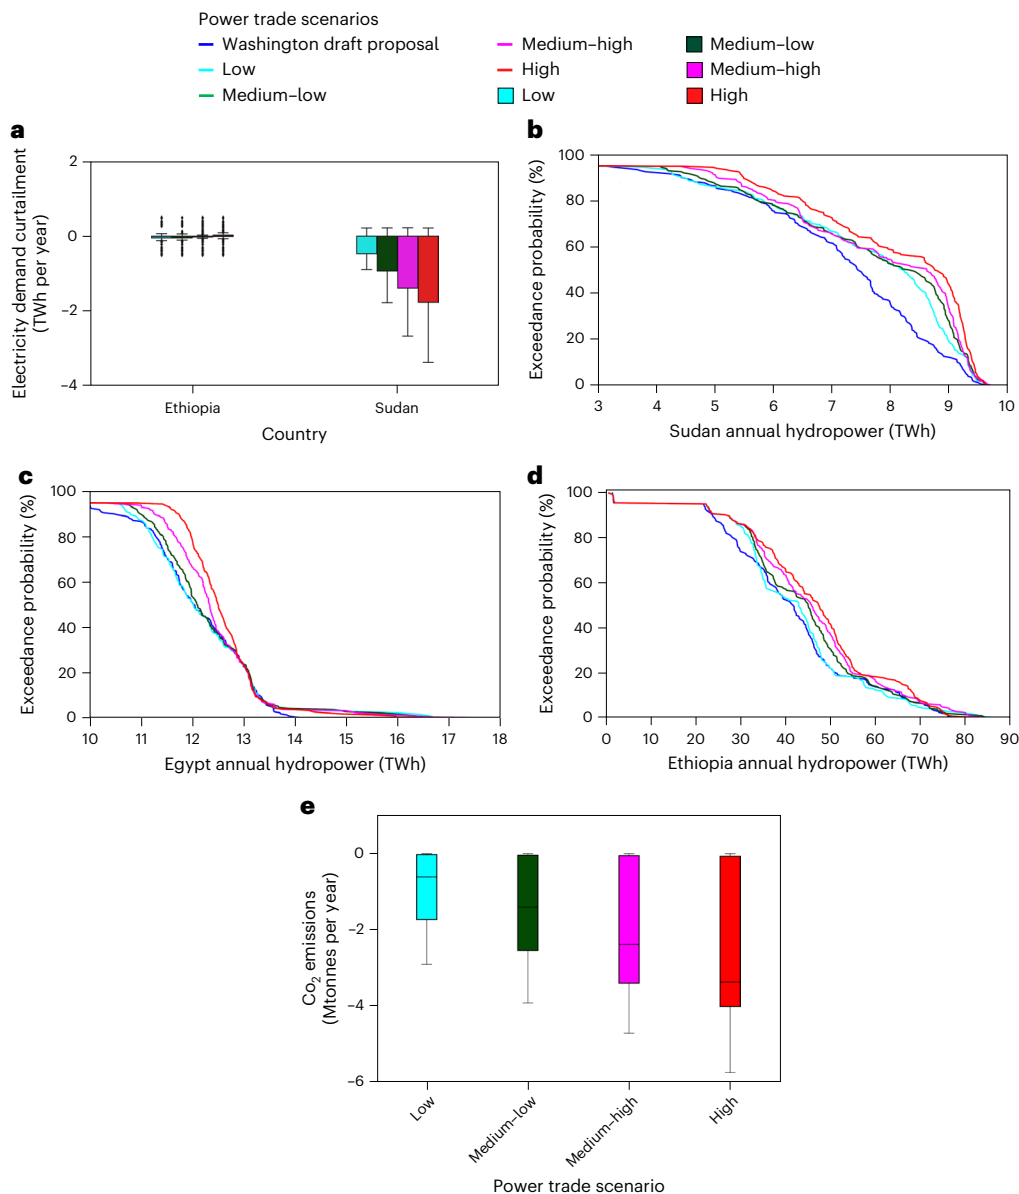 Power trade scenarios
Washington draft proposal
Low
Medium–low
Medium–high
High
Low
Medium–low
Medium–high
High
a
Electricity demand curtailment
(TWh per year)
2
0
–2
–4
Ethiopia
Sudan
Country
b
Exceedance probability (%)
100
80
60
40
20
0
3 4 5 6 7 8 9 10
Sudan annual hydropower (TWh)
c
Exceedance probability (%)
100
80
60
40
20
0
10 11 12 13 14 15 16 17 18
Egypt annual hydropower (TWh)
d
Exceedance probability (%)
100
80
60
40
20
0
0 10 20 30 40 50 60 70 80 90
Ethiopia annual hydropower (TWh)
e
Co2 emissions
(Mtonnes per year)
0
–2
–4
–6
Low
Medium–low
Medium–high
High
Power trade scenario